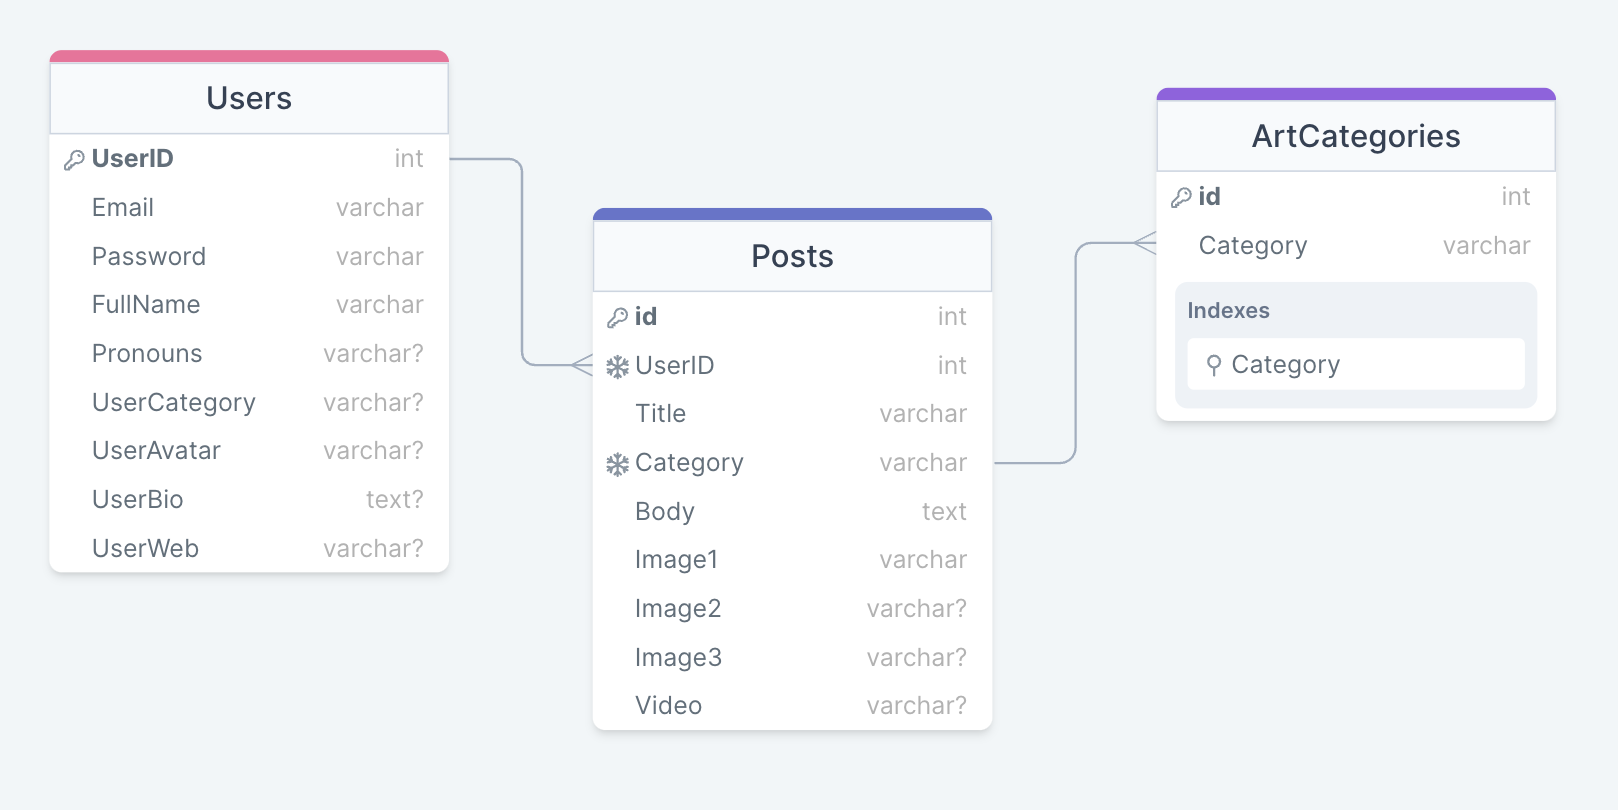 Users
UserID int
Email varchar
Password varchar
FullName varchar
Pronouns varchar?
UserCategory varchar?
UserAvatar varchar?
UserBio text?
UserWeb varchar?
Posts
id int
UserID int
Title varchar
Category varchar
Body text
Image1 varchar
Image2 varchar?
Image3 varchar?
Video varchar?
ArtCategories
id int
Category varchar
Indexes
Category